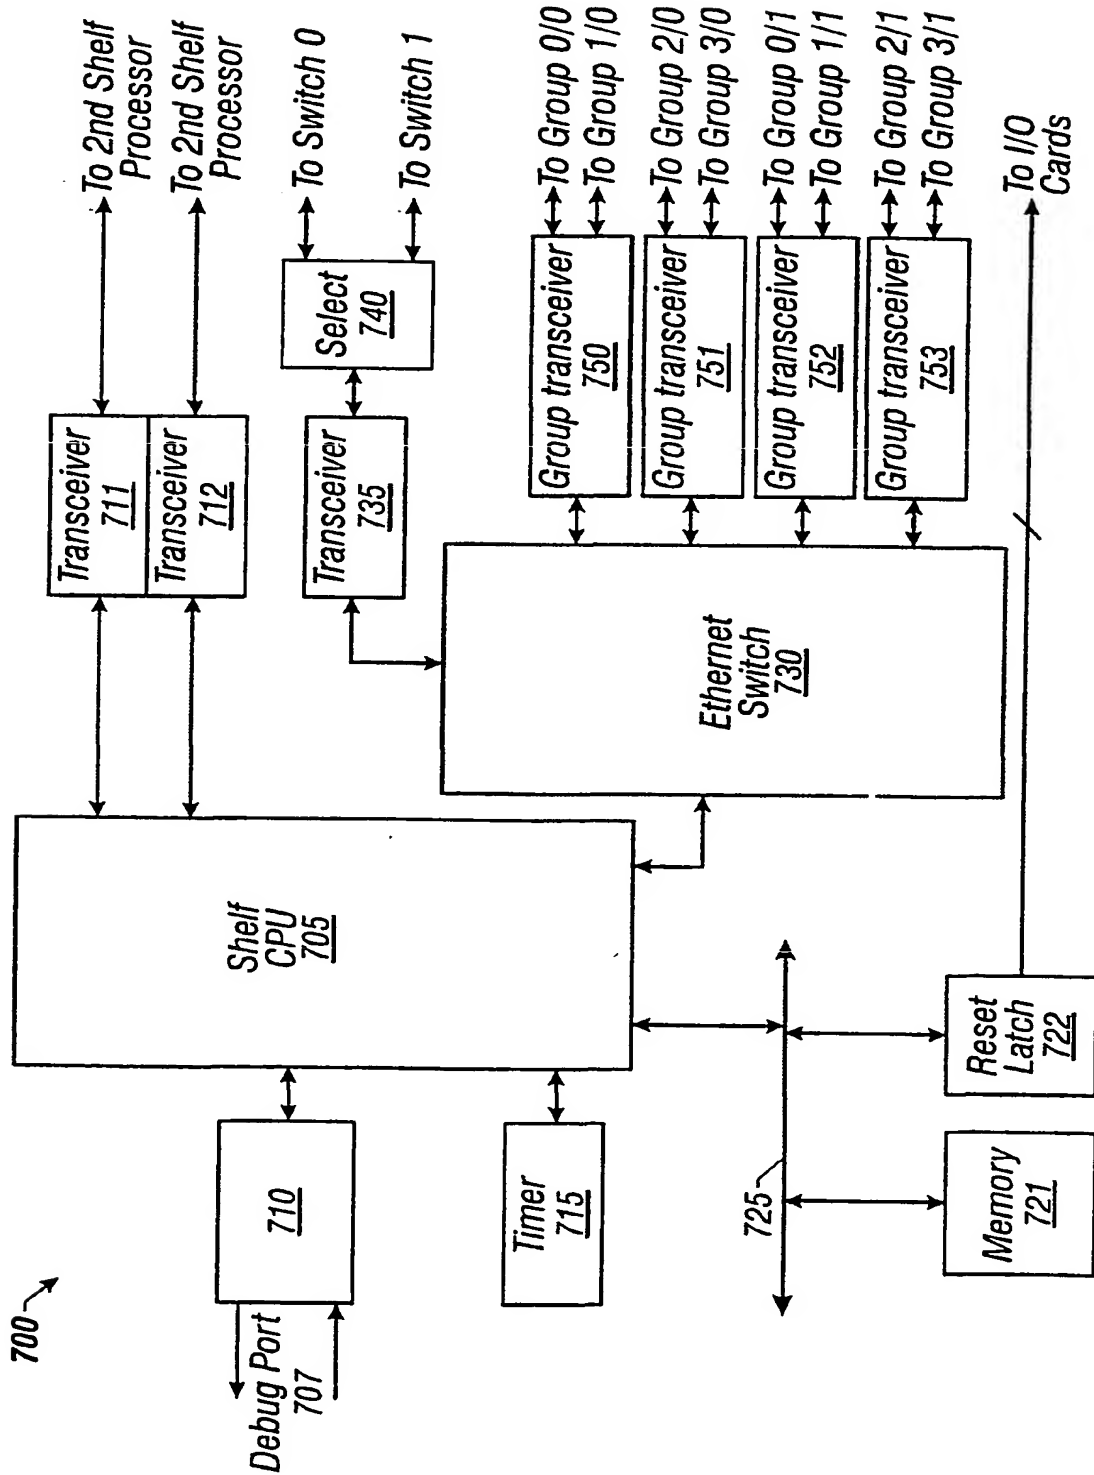 700
Debug Port
707
710
Timer
715
Shelf
CPU
705
725
Memory
721
Reset
Latch
722
Transceiver
711
Transceiver
712
Transceiver
735
Select
740
Ethernet
Switch
730
Group transceiver
750
Group transceiver
751
Group transceiver
752
Group transceiver
753
To 2nd Shelf
Processor
To 2nd Shelf
Processor
To Switch 0
To Switch 1
To Group 0/0
To Group 1/0
To Group 2/0
To Group 3/0
To Group 0/1
To Group 1/1
To Group 2/1
To Group 3/1
To I/O
Cards